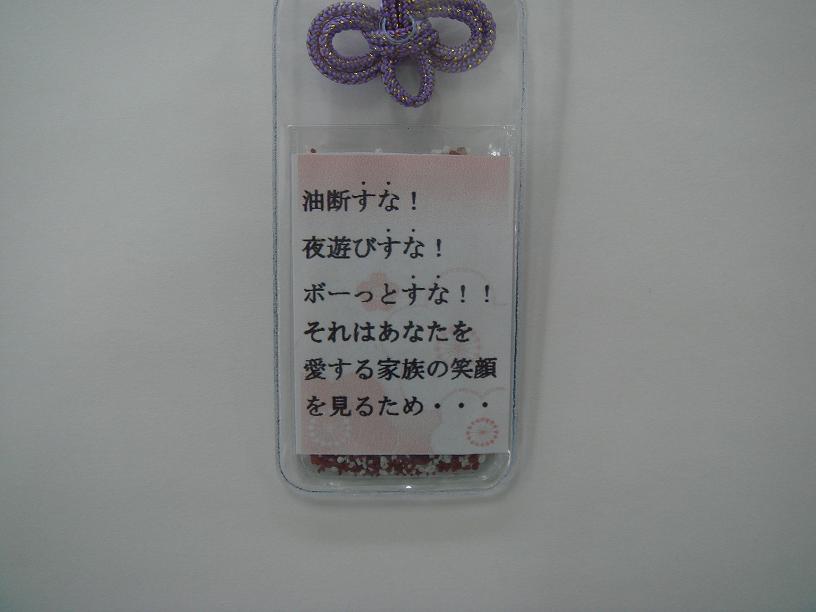 油断すな！
夜遊びすな！
ボーっとすな！！
それはあなたを
愛する家族の笑顔
を見るため・・・